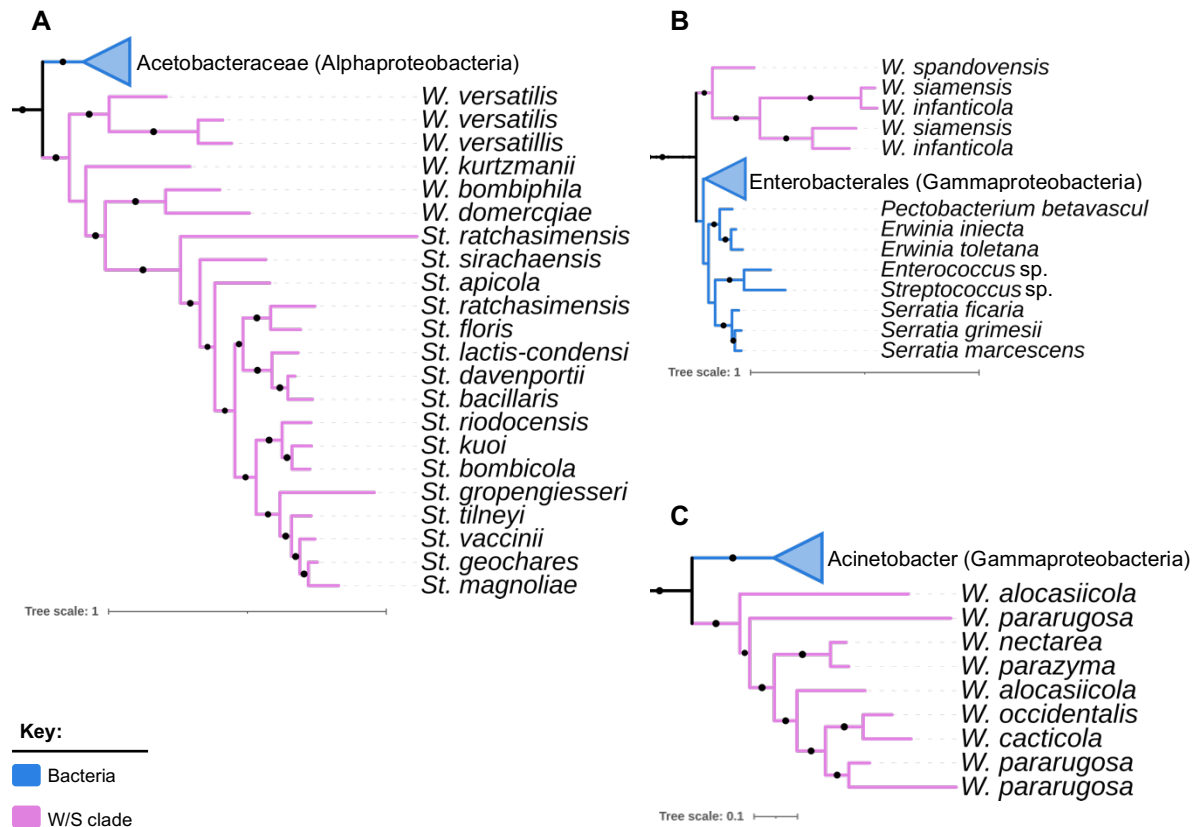 A
Acetobacteraceae (Alphaproteobacteria)
W. versatilis
W. versatilis
W. versatillis
W. kurtzmanii
W. bombiphila
W. domercqiae
St. ratchasimensis
St. sirachaensis
St. apicola
St. ratchasimensis
St. floris
St. lactis-condensi
St. davenportii
St. bacillaris
St. riodocensis
St. kuoi
St. bombicola
St. gropengiesseri
St. tilneyi
St. vaccinii
St. geochares
St. magnoliae
Tree scale: 1
B
W. spandovensis
W. siamensis
W. infanticola
W. siamensis
W. infanticola
Enterobacterales (Gammaproteobacteria)
Pectobacterium betavascul
Erwinia iniecta
Erwinia toletana
Enterococcus sp.
Streptococcus sp.
Serratia ficaria
Serratia grimesii
Serratia marcescens
Tree scale: 1
C
Acinetobacter (Gammaproteobacteria)
W. alocasiicola
W. pararugosa
W. nectarea
W. parazyma
W. alocasiicola
W. occidentalis
W. cacticola
W. pararugosa
W. pararugosa
Tree scale: 0.1
Key:
Bacteria
W/S clade